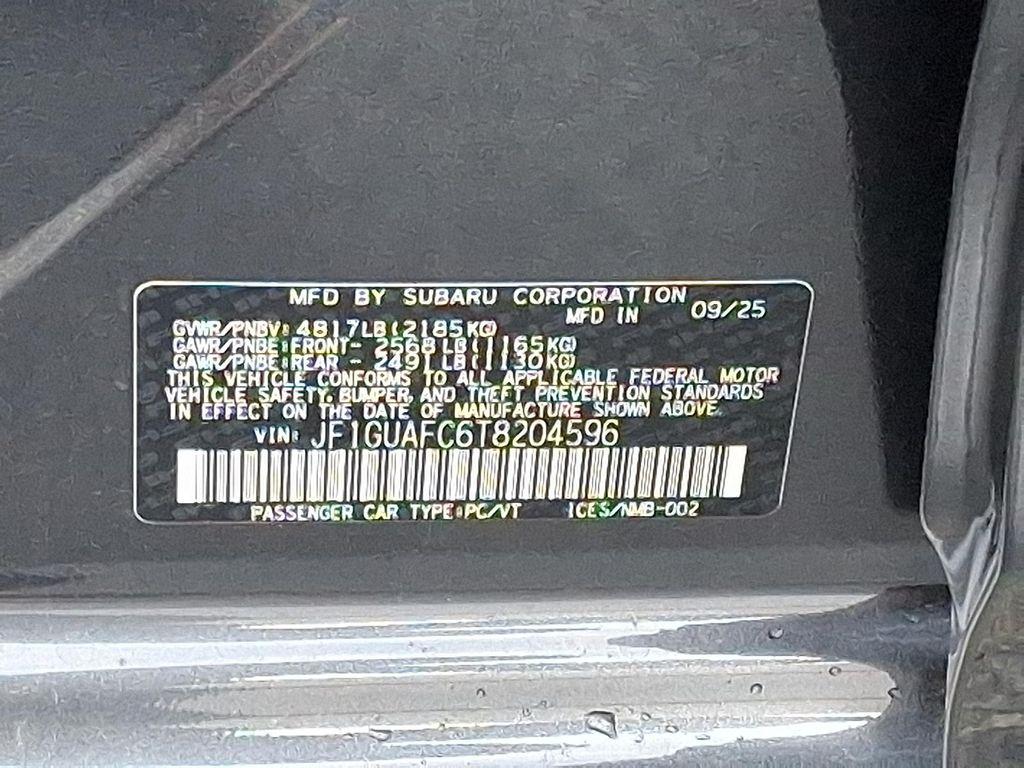 MFD BY SUBARU CORPORATION
MFD IN 09/25
GVWR/PNBV: 4817LB(2185KG)
GAWR/PNBE:FRONT- 2568LB(1165KG)
GAWR/PNBE:REAR - 2491LB(1130KG)
THIS VEHICLE CONFORMS TO ALL APPLICABLE FEDERAL MOTOR
VEHICLE SAFETY, BUMPER, AND THEFT PREVENTION STANDARDS
IN EFFECT ON THE DATE OF MANUFACTURE SHOWN ABOVE.
VIN: JF1GUAFC6T8204596
PASSENGER CAR TYPE:PC/VT ICES/NMB-002